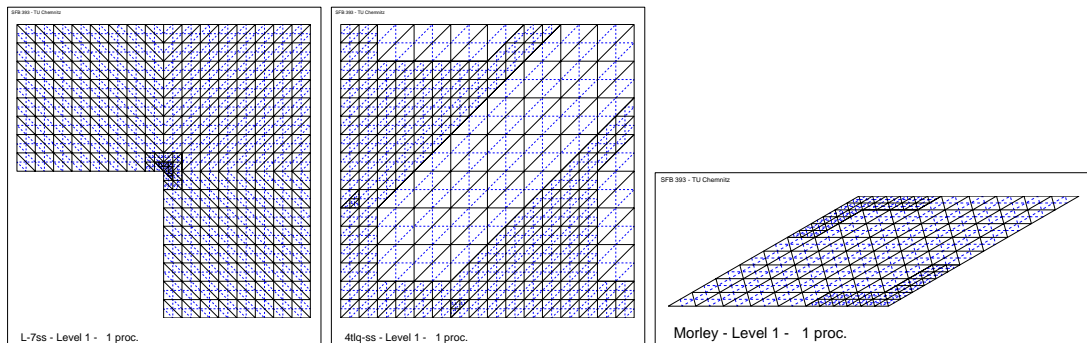 SFB 393 - TU Chemnitz
L-7ss - Level 1 - 1 proc.
SFB 393 - TU Chemnitz
4tlq-ss - Level 1 - 1 proc.
SFB 393 - TU Chemnitz
Morley - Level 1 - 1 proc.